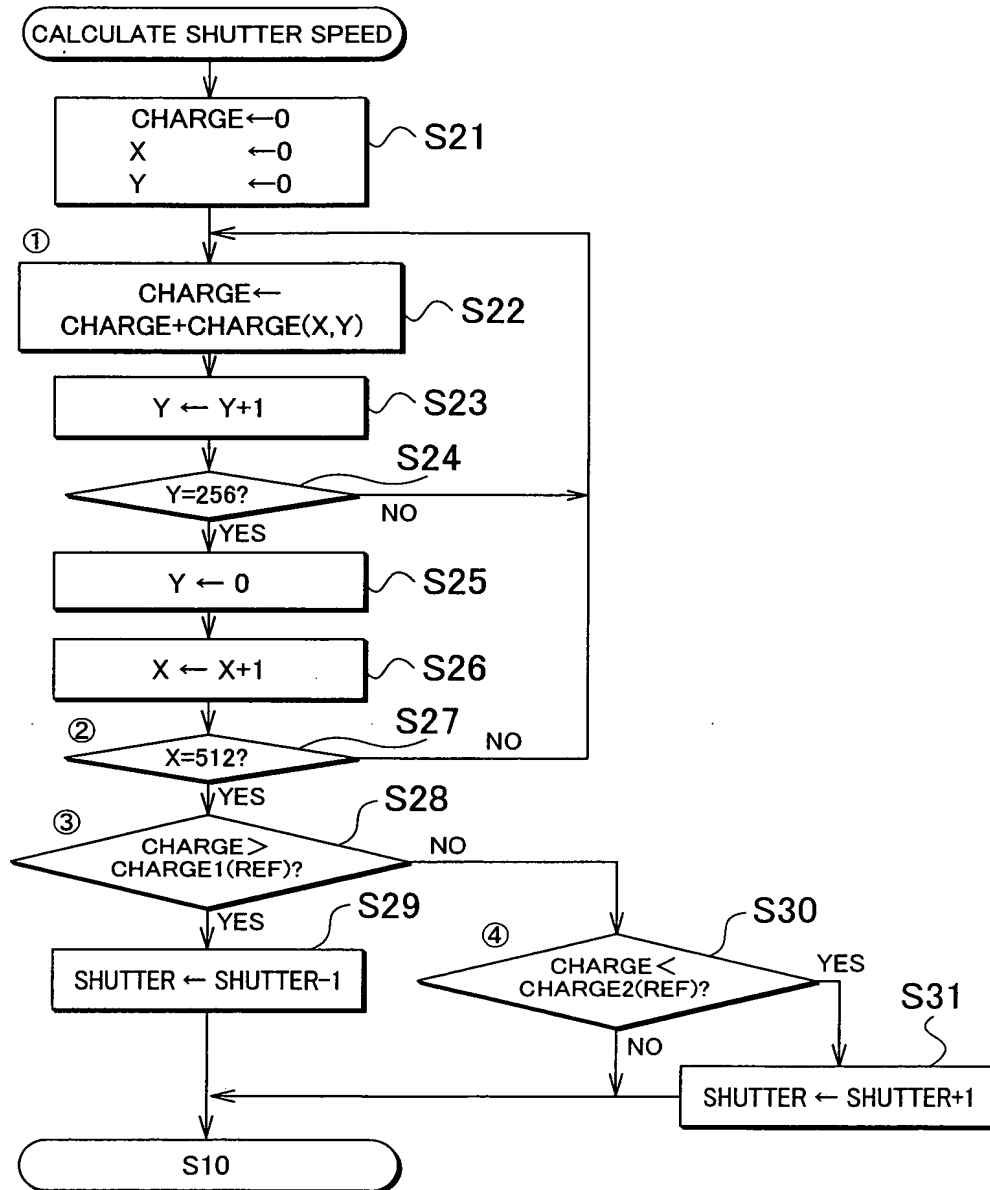 CALCULATE SHUTTER SPEED
CHARGE←0
X ←0
Y ←0
S21
①
CHARGE←
CHARGE+CHARGE(X,Y)
S22
Y ← Y+1
S23
S24
Y=256?
NO
YES
Y ← 0
S25
X ← X+1
S26
②
S27
X=512?
NO
YES
③
S28
CHARGE>
CHARGE1(REF)?
NO
YES
S29
SHUTTER ← SHUTTER-1
④
S30
CHARGE<
CHARGE2(REF)?
YES
NO
S31
SHUTTER ← SHUTTER+1
S10